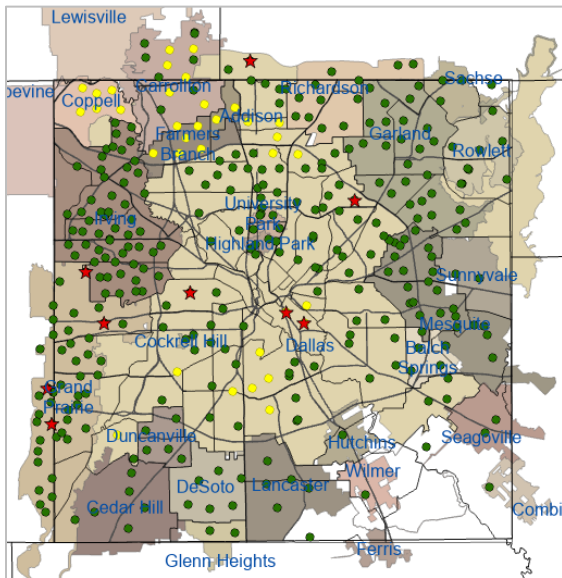 Lewisville
Carrollton
Sachse
Richardson
Coppell
Addison
Farmers
Branch
Garland
Rowlett
University
Park
Irving
Highland Park
Sunnyvale
Mesquite
Cockrell Hill
Dallas
Balch
Springs
Grand
Prairie
Duncanville
Hutchins
Seagoville
Wilmer
DeSoto
Lancaster
Cedar Hill
Combi
Ferris
Glenn Heights